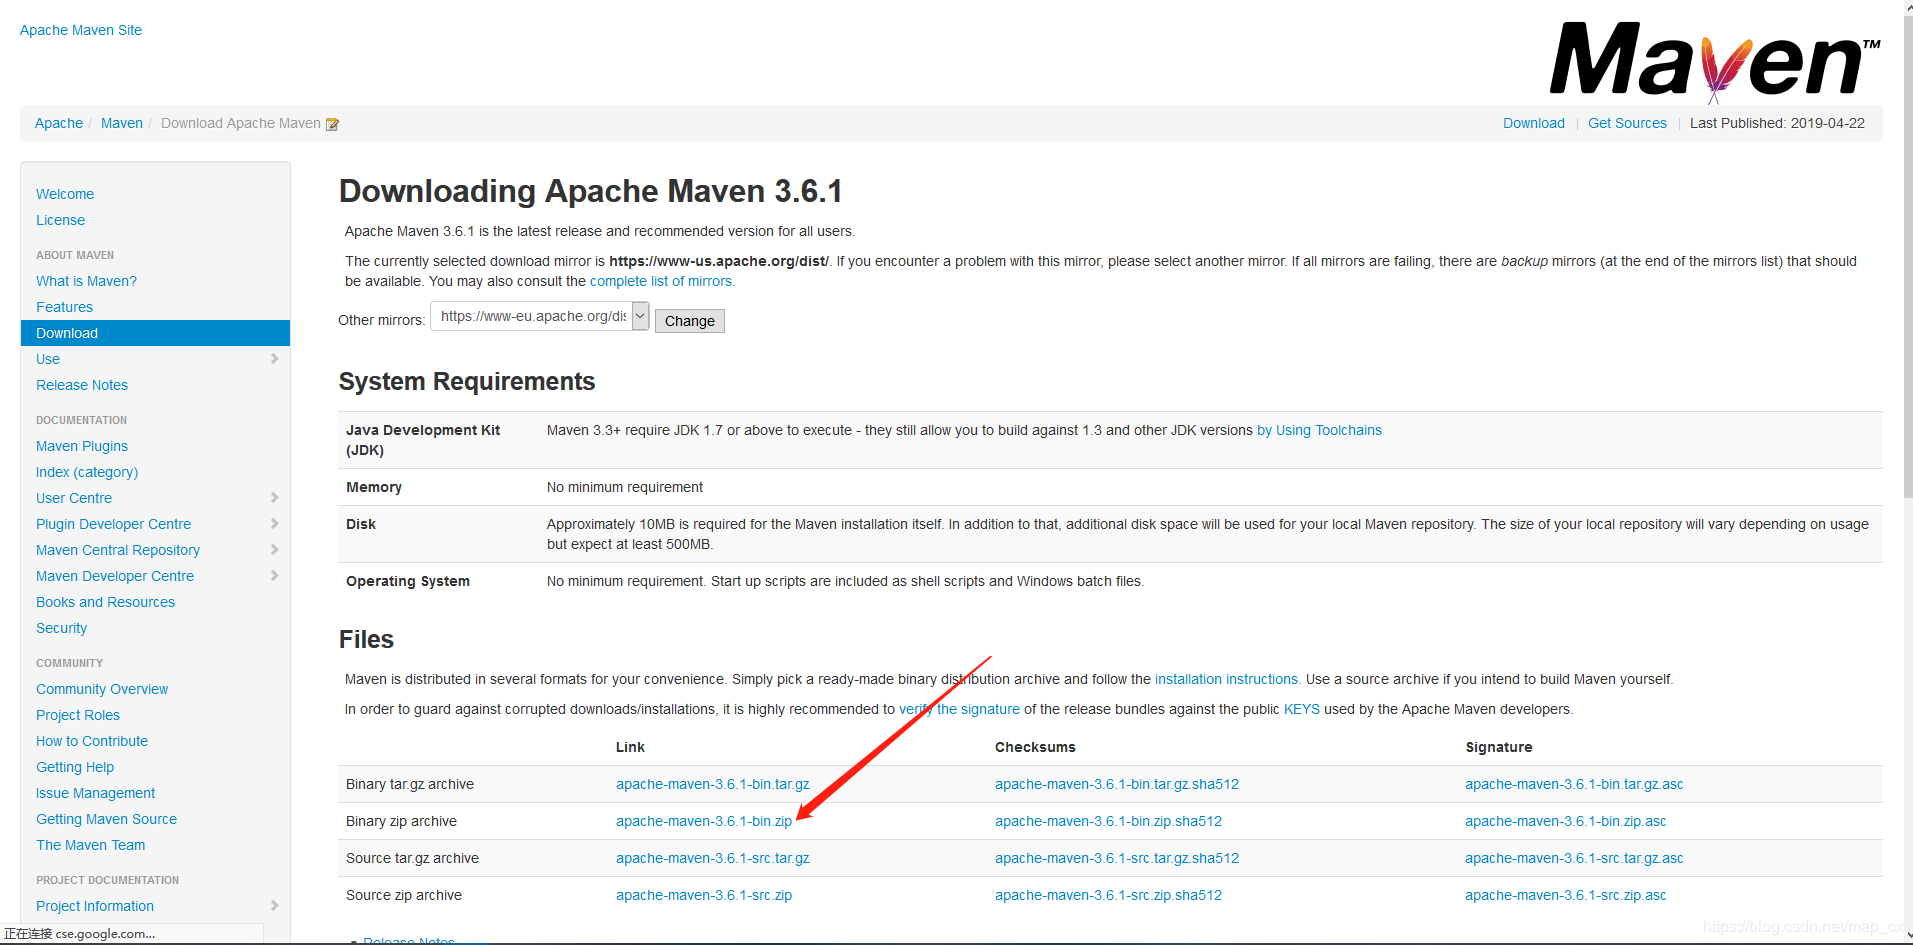 Apache Maven Site
Maven™
Apache / Maven / Download Apache Maven
Download | Get Sources | Last Published: 2019-04-22
Welcome
License
ABOUT MAVEN
What is Maven?
Features
Download
Use
Release Notes
DOCUMENTATION
Maven Plugins
Index (category)
User Centre
Plugin Developer Centre
Maven Central Repository
Maven Developer Centre
Books and Resources
Security
COMMUNITY
Community Overview
Project Roles
How to Contribute
Getting Help
Issue Management
Getting Maven Source
The Maven Team
PROJECT DOCUMENTATION
Project Information
正在连接 cse.google.com...
Downloading Apache Maven 3.6.1
Apache Maven 3.6.1 is the latest release and recommended version for all users.
The currently selected download mirror is https://www-us.apache.org/dist/. If you encounter a problem with this mirror, please select another mirror. If all mirrors are failing, there are backup mirrors (at the end of the mirrors list) that should
be available. You may also consult the complete list of mirrors.
Other mirrors: https://www-eu.apache.org/dis Change
System Requirements
Java Development Kit Maven 3.3+ require JDK 1.7 or above to execute - they still allow you to build against 1.3 and other JDK versions by Using Toolchains
(JDK)
Memory No minimum requirement
Disk Approximately 10MB is required for the Maven installation itself. In addition to that, additional disk space will be used for your local Maven repository. The size of your local repository will vary depending on usage
but expect at least 500MB.
Operating System No minimum requirement. Start up scripts are included as shell scripts and Windows batch files.
Files
Maven is distributed in several formats for your convenience. Simply pick a ready-made binary distribution archive and follow the installation instructions. Use a source archive if you intend to build Maven yourself.
In order to guard against corrupted downloads/installations, it is highly recommended to verify the signature of the release bundles against the public KEYS used by the Apache Maven developers.
Link Checksums Signature
Binary tar.gz archive apache-maven-3.6.1-bin.tar.gz apache-maven-3.6.1-bin.tar.gz.sha512 apache-maven-3.6.1-bin.tar.gz.asc
Binary zip archive apache-maven-3.6.1-bin.zip apache-maven-3.6.1-bin.zip.sha512 apache-maven-3.6.1-bin.zip.asc
Source tar.gz archive apache-maven-3.6.1-src.tar.gz apache-maven-3.6.1-src.tar.gz.sha512 apache-maven-3.6.1-src.tar.gz.asc
Source zip archive apache-maven-3.6.1-src.zip apache-maven-3.6.1-src.zip.sha512 apache-maven-3.6.1-src.zip.asc
Release Notes
https://blog.csdn.net/map_cx